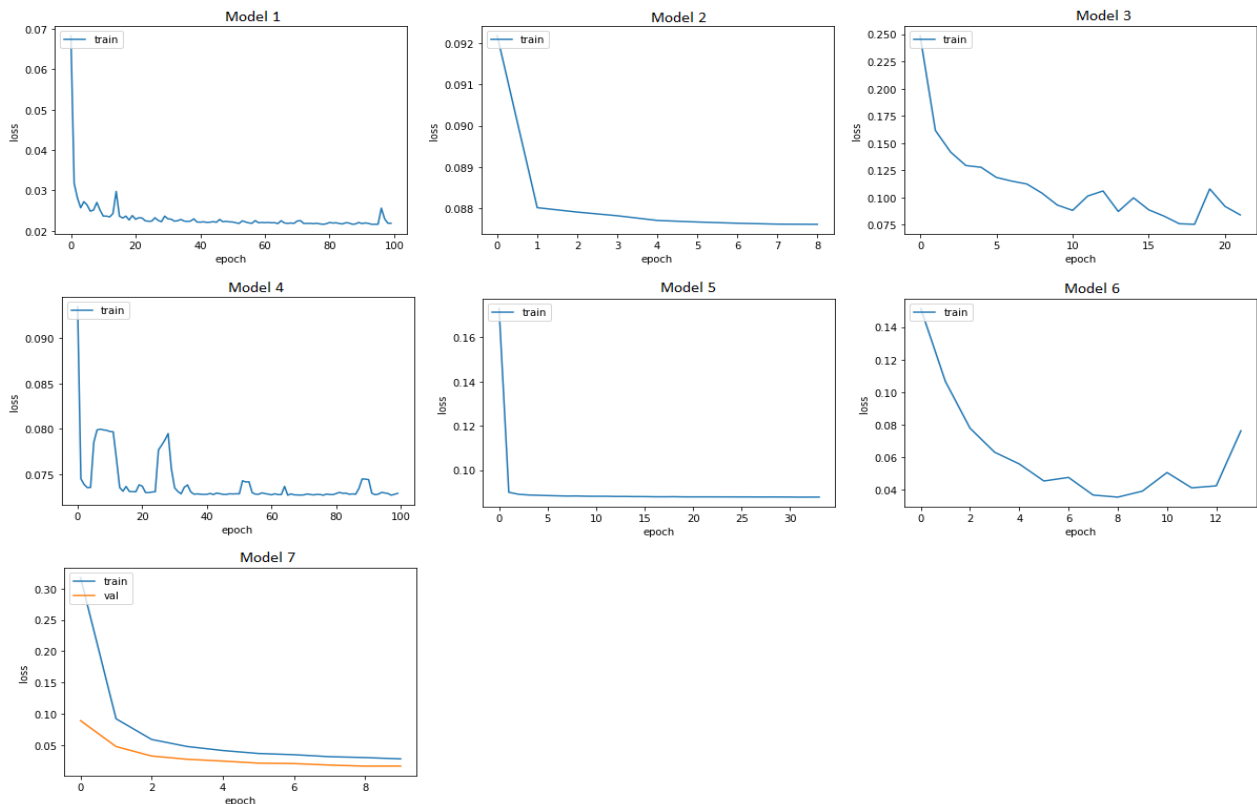 Model 1
train
loss
0.07
0.06
0.05
0.04
0.03
0.02
0 20 40 60 80 100
epoch
Model 2
train
loss
0.092
0.091
0.090
0.089
0.088
0 1 2 3 4 5 6 7 8
epoch
Model 3
train
loss
0.250
0.225
0.200
0.175
0.150
0.125
0.100
0.075
0 5 10 15 20
epoch
Model 4
train
loss
0.090
0.085
0.080
0.075
0 20 40 60 80 100
epoch
Model 5
train
loss
0.16
0.14
0.12
0.10
0 5 10 15 20 25 30
epoch
Model 6
train
loss
0.14
0.12
0.10
0.08
0.06
0.04
0 2 4 6 8 10 12
epoch
Model 7
train
val
loss
0.30
0.25
0.20
0.15
0.10
0.05
0 2 4 6 8
epoch